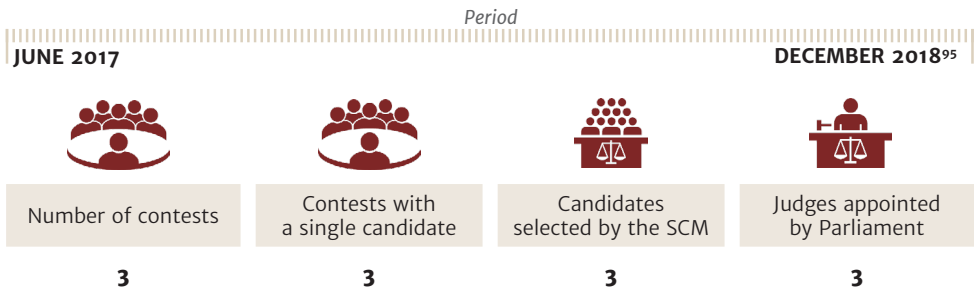 Period
JUNE 2017
DECEMBER 2018⁹⁵
Number of contests
Contests with
a single candidate
Candidates
selected by the SCM
Judges appointed
by Parliament
3
3
3
3